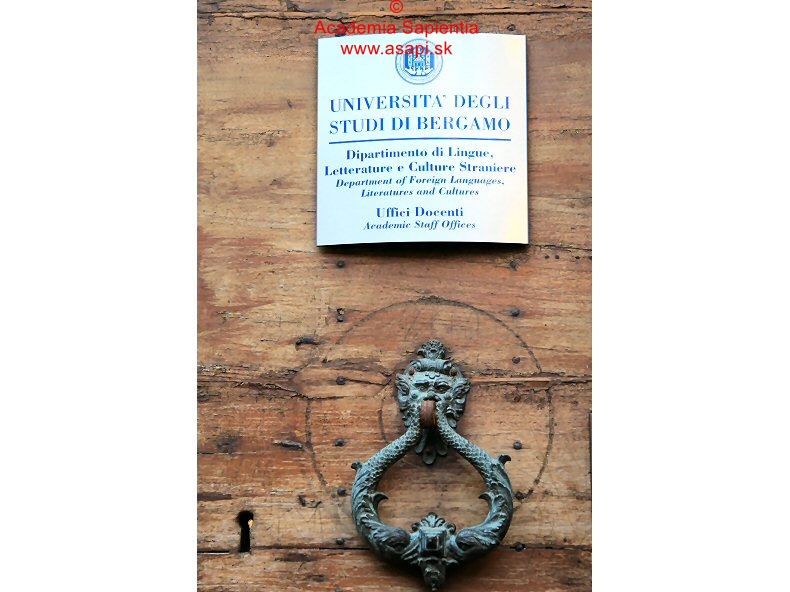 ©
Academia Sapientia
www.asapi.sk
UNIVERSITA' DEGLI
STUDI DI BERGAMO
Dipartimento di Lingue,
Letterature e Culture Straniere
Department of Foreign Languages,
Literatures and Cultures
Uffici Docenti
Academic Staff Offices